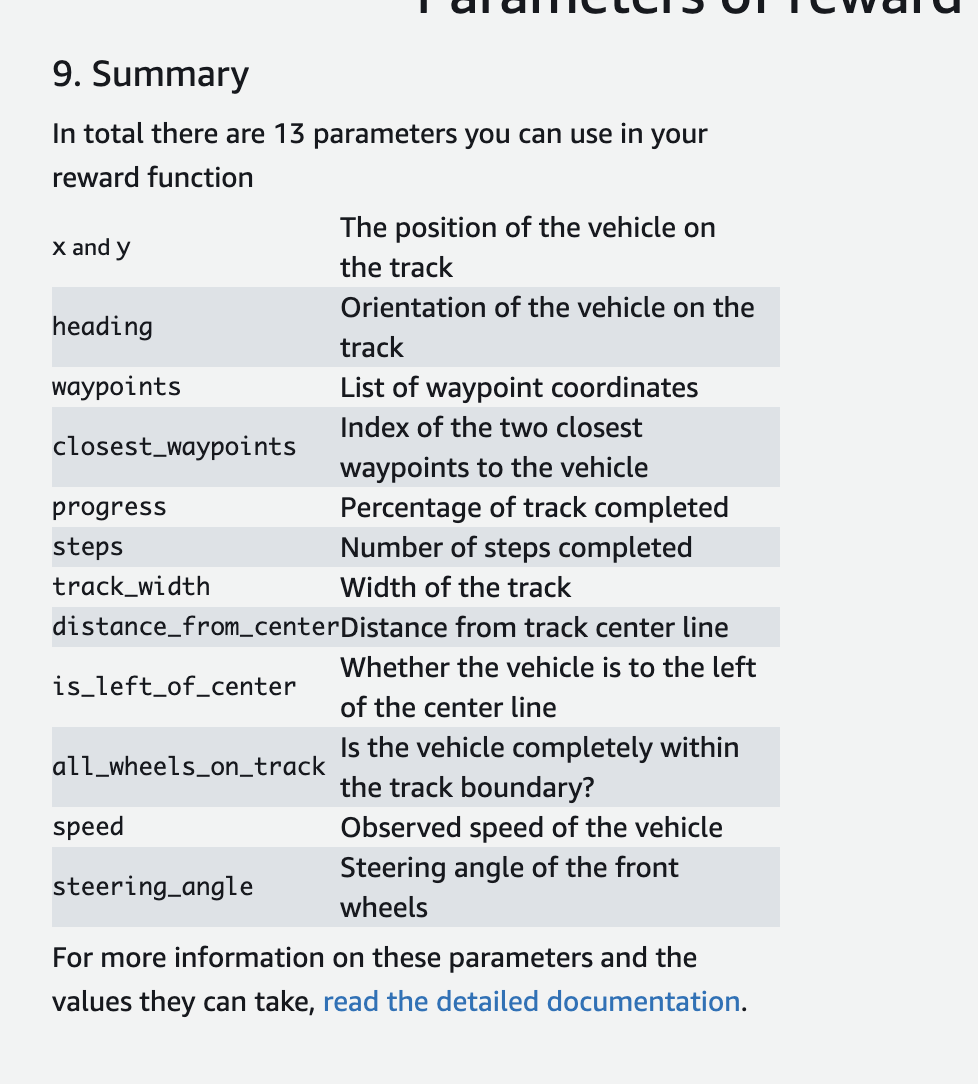 Parameters of reward
9. Summary
In total there are 13 parameters you can use in your
reward function
x and y
The position of the vehicle on
the track
heading
Orientation of the vehicle on the
track
waypoints
List of waypoint coordinates
closest_waypoints
Index of the two closest
waypoints to the vehicle
progress
Percentage of track completed
steps
Number of steps completed
track_width
Width of the track
distance_from_center
Distance from track center line
is_left_of_center
Whether the vehicle is to the left
of the center line
all_wheels_on_track
Is the vehicle completely within
the track boundary?
speed
Observed speed of the vehicle
steering_angle
Steering angle of the front
wheels
For more information on these parameters and the
values they can take, read the detailed documentation.